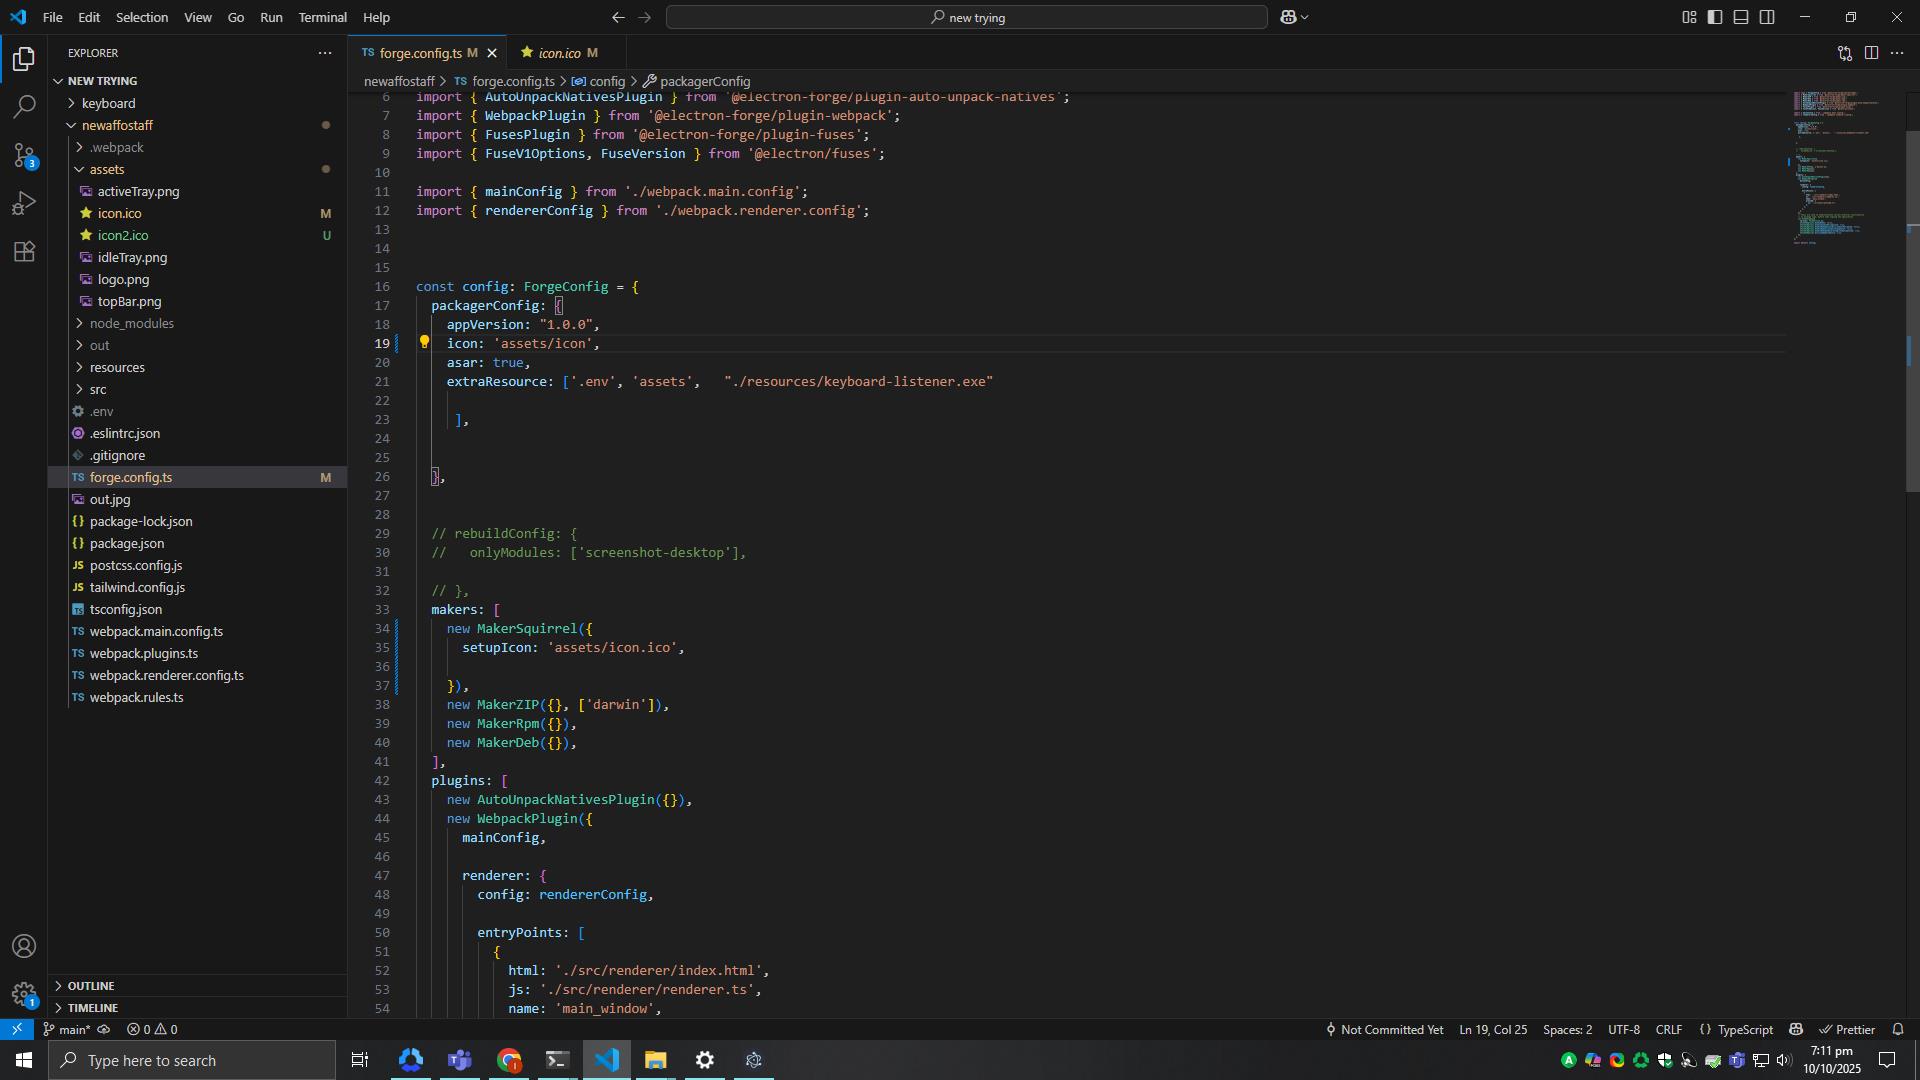 File Edit Selection View Go Run Terminal Help
new trying
EXPLORER
NEW TRYING
keyboard
newaffostaff
.webpack
assets
activeTray.png
icon.ico M
icon2.ico U
idleTray.png
logo.png
topBar.png
node_modules
out
resources
src
.env
.eslintrc.json
.gitignore
TS forge.config.ts M
out.jpg
{} package-lock.json
{} package.json
JS postcss.config.js
JS tailwind.config.js
tsconfig.json
TS webpack.main.config.ts
TS webpack.plugins.ts
TS webpack.renderer.config.ts
TS webpack.rules.ts
OUTLINE
TIMELINE
3
1
TS forge.config.ts M
icon.ico M
newaffostaff > TS forge.config.ts > config > packagerConfig
6 import { AutoUnpackNativesPlugin } from '@electron-forge/plugin-auto-unpack-natives';
7 import { WebpackPlugin } from '@electron-forge/plugin-webpack';
8 import { FusesPlugin } from '@electron-forge/plugin-fuses';
9 import { FuseV1Options, FuseVersion } from '@electron/fuses';
10
11 import { mainConfig } from './webpack.main.config';
12 import { rendererConfig } from './webpack.renderer.config';
13
14
15
16 const config: ForgeConfig = {
17 packagerConfig: {
18 appVersion: "1.0.0",
19 icon: 'assets/icon',
20 asar: true,
21 extraResource: ['.env', 'assets', "./resources/keyboard-listener.exe"
22
23 ],
24
25
26 },
27
28
29 // rebuildConfig: {
30 // onlyModules: ['screenshot-desktop'],
31
32 // },
33 makers: [
34 new MakerSquirrel({
35 setupIcon: 'assets/icon.ico',
36
37 }),
38 new MakerZIP({}, ['darwin']),
39 new MakerRpm({}),
40 new MakerDeb({}),
41 ],
42 plugins: [
43 new AutoUnpackNativesPlugin({}),
44 new WebpackPlugin({
45 mainConfig,
46
47 renderer: {
48 config: rendererConfig,
49
50 entryPoints: [
51 {
52 html: './src/renderer/index.html',
53 js: './src/renderer/renderer.ts',
54 name: 'main_window',
main* 0 0 Not Committed Yet Ln 19, Col 25 Spaces: 2 UTF-8 CRLF {} TypeScript Prettier
Type here to search
7:11 pm
10/10/2025